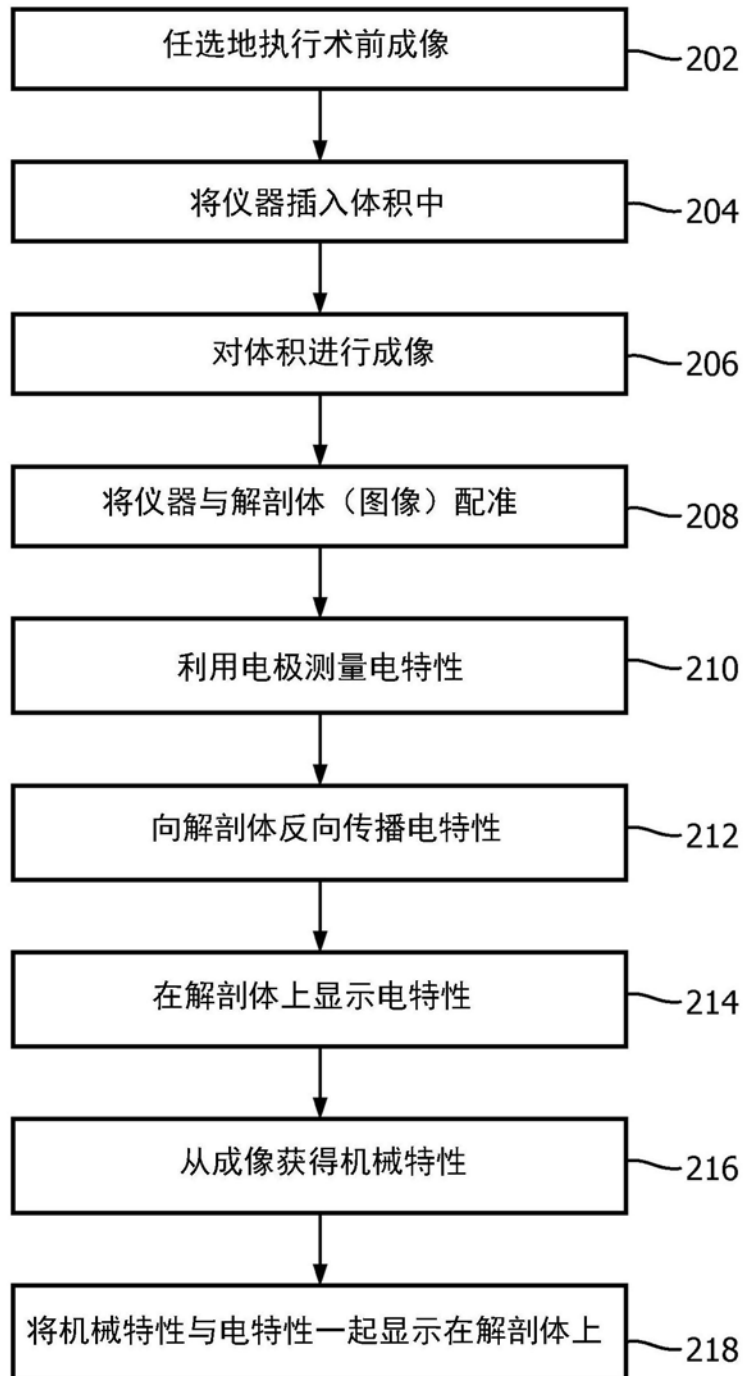 任选地执行术前成像
202
将仪器插入体积中
204
对体积进行成像
206
将仪器与解剖体（图像）配准
208
利用电极测量电特性
210
向解剖体反向传播电特性
212
在解剖体上显示电特性
214
从成像获得机械特性
216
将机械特性与电特性一起显示在解剖体上
218